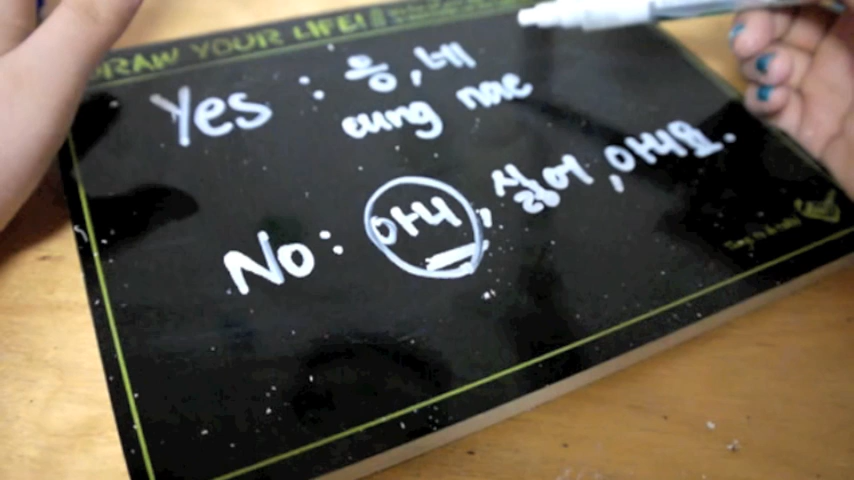 DRAW YOUR LIFE!
Yes : 응, 네
eung nae
No : 아니, 싫어, 아니요.